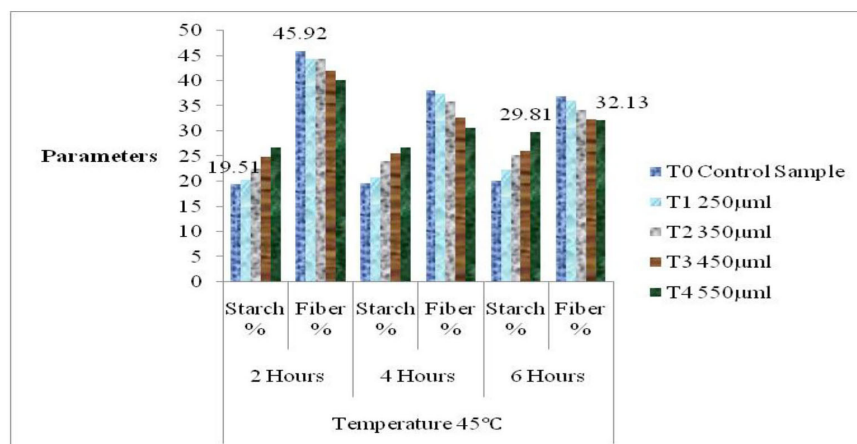 50
45
40
35
30
25
20
15
10
5
0
Parameters
45.92
19.51
29.81
32.13
Starch % Fiber % Starch % Fiber % Starch % Fiber %
2 Hours 4 Hours 6 Hours
Temperature 45°C
T0 Control Sample
T1 250µml
T2 350µml
T3 450µml
T4 550µml